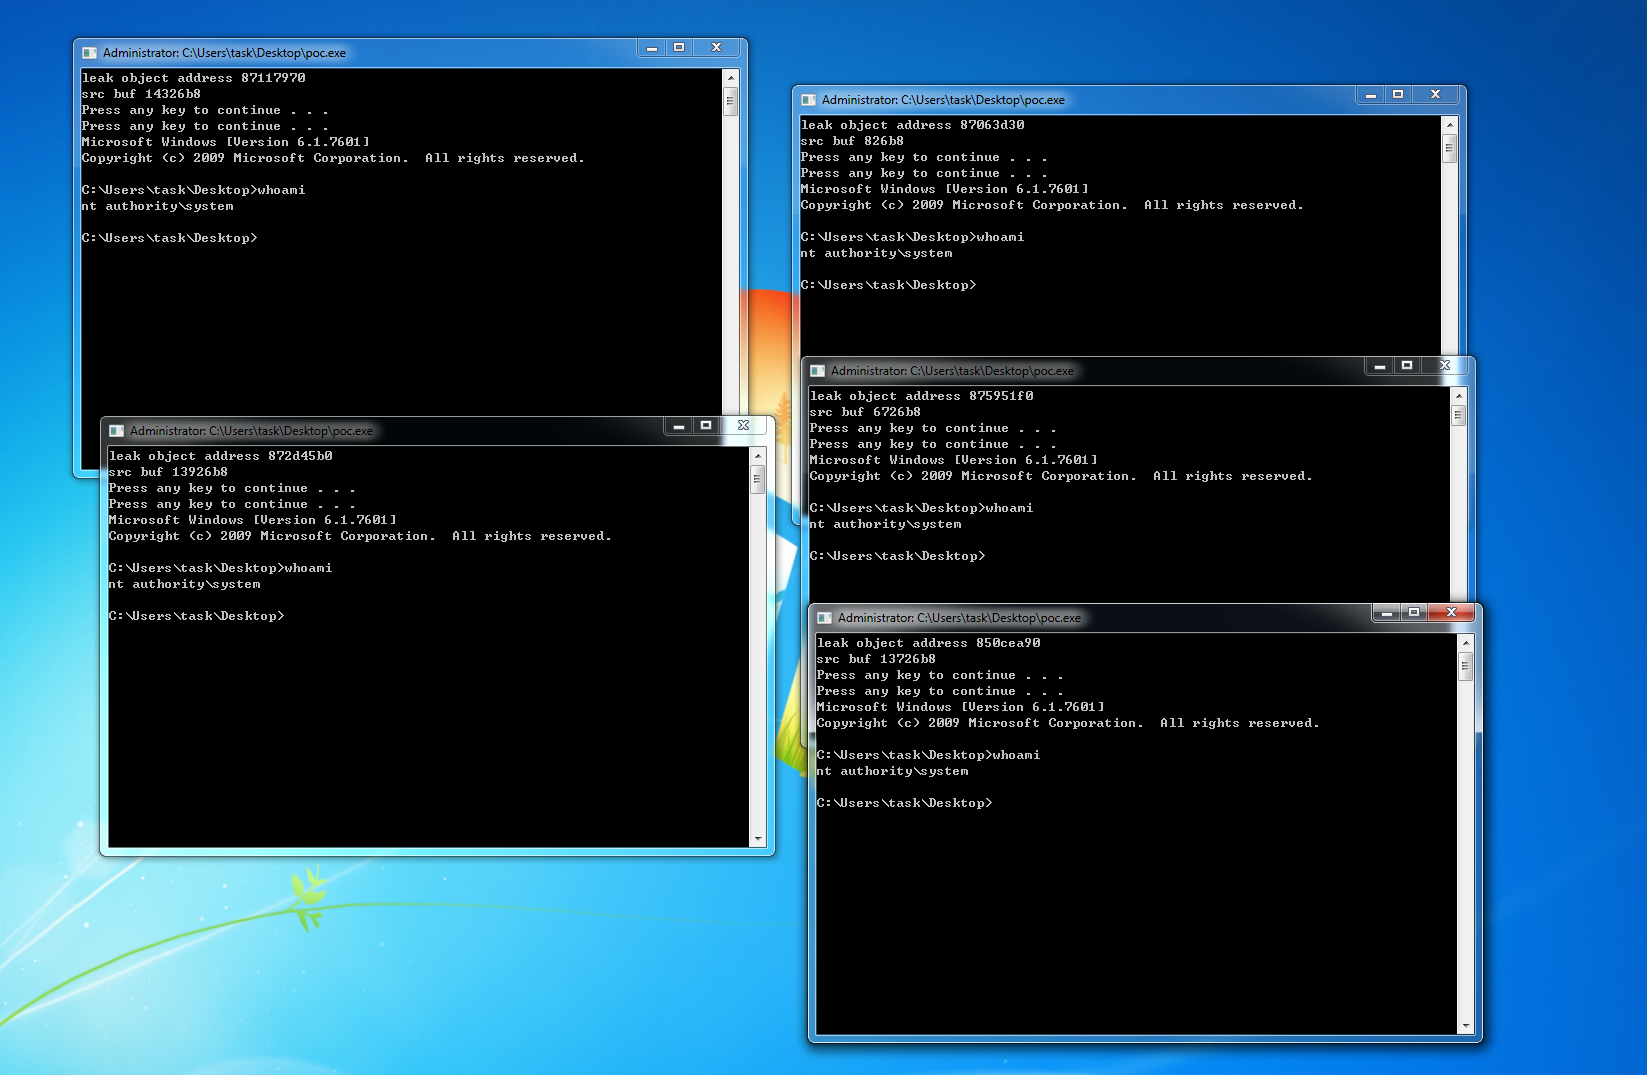 Administrator: C:\Users\task\Desktop\poc.exe
leak object address 87117970
src buf 14326b8
Press any key to continue . . .
Press any key to continue . . .
Microsoft Windows [Version 6.1.7601]
Copyright (c) 2009 Microsoft Corporation.  All rights reserved.
C:\Users\task\Desktop>whoami
nt authority\system
C:\Users\task\Desktop>
Administrator: C:\Users\task\Desktop\poc.exe
leak object address 872d45b0
src buf 13926b8
Press any key to continue . . .
Press any key to continue . . .
Microsoft Windows [Version 6.1.7601]
Copyright (c) 2009 Microsoft Corporation.  All rights reserved.
C:\Users\task\Desktop>whoami
nt authority\system
C:\Users\task\Desktop>
Administrator: C:\Users\task\Desktop\poc.exe
leak object address 87063d30
src buf 826b8
Press any key to continue . . .
Press any key to continue . . .
Microsoft Windows [Version 6.1.7601]
Copyright (c) 2009 Microsoft Corporation.  All rights reserved.
C:\Users\task\Desktop>whoami
nt authority\system
C:\Users\task\Desktop>
Administrator: C:\Users\task\Desktop\poc.exe
leak object address 875951f0
src buf 6726b8
Press any key to continue . . .
Press any key to continue . . .
Microsoft Windows [Version 6.1.7601]
Copyright (c) 2009 Microsoft Corporation.  All rights reserved.
C:\Users\task\Desktop>whoami
nt authority\system
C:\Users\task\Desktop>
Administrator: C:\Users\task\Desktop\poc.exe
leak object address 850cea90
src buf 13726b8
Press any key to continue . . .
Press any key to continue . . .
Microsoft Windows [Version 6.1.7601]
Copyright (c) 2009 Microsoft Corporation.  All rights reserved.
C:\Users\task\Desktop>whoami
nt authority\system
C:\Users\task\Desktop>